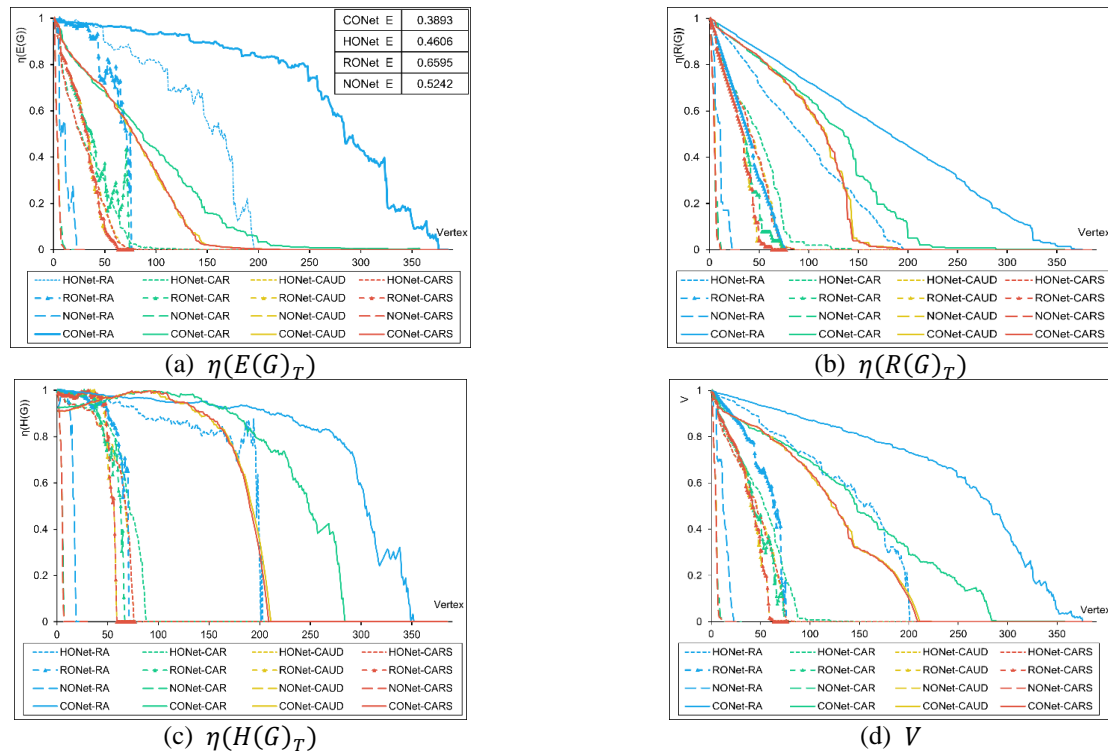 η(E(G))
1
0.8
0.6
0.4
0.2
0
0 50 100 150 200 250 300 350
Vertex
CONet E 0.3893
HONet E 0.4606
RONet E 0.6595
NONet E 0.5242
HONet-RA HONet-CAR HONet-CAUD HONet-CARS
RONet-RA RONet-CAR RONet-CAUD RONet-CARS
NONet-RA NONet-CAR NONet-CAUD NONet-CARS
CONet-RA CONet-CAR CONet-CAUD CONet-CARS
(a) η(E(G)_T)
η(R(G))
1
0.8
0.6
0.4
0.2
0
0 50 100 150 200 250 300 350
Vertex
HONet-RA HONet-CAR HONet-CAUD HONet-CARS
RONet-RA RONet-CAR RONet-CAUD RONet-CARS
NONet-RA NONet-CAR NONet-CAUD NONet-CARS
CONet-RA CONet-CAR CONet-CAUD CONet-CARS
(b) η(R(G)_T)
η(H(G))
1
0.8
0.6
0.4
0.2
0
0 50 100 150 200 250 300 350
Vertex
HONet-RA HONet-CAR HONet-CAUD HONet-CARS
RONet-RA RONet-CAR RONet-CAUD RONet-CARS
NONet-RA NONet-CAR NONet-CAUD NONet-CARS
CONet-RA CONet-CAR CONet-CAUD CONet-CARS
(c) η(H(G)_T)
V
1
0.8
0.6
0.4
0.2
0
0 50 100 150 200 250 300 350
Vertex
HONet-RA HONet-CAR HONet-CAUD HONet-CARS
RONet-RA RONet-CAR RONet-CAUD RONet-CARS
NONet-RA NONet-CAR NONet-CAUD NONet-CARS
CONet-RA CONet-CAR CONet-CAUD CONet-CARS
(d) V